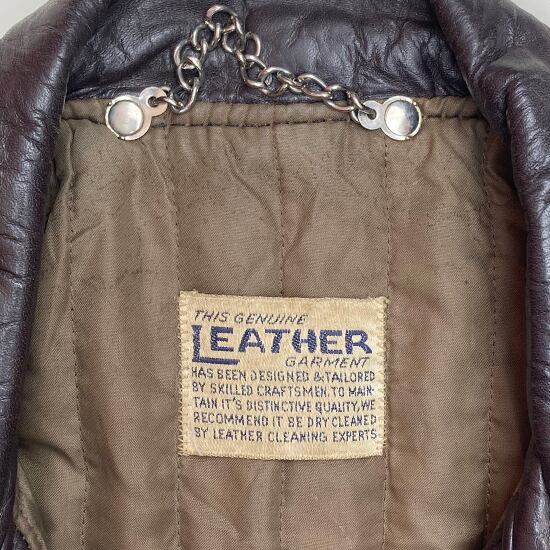 THIS GENUINE
LEATHER
GARMENT
HAS BEEN DESIGNED & TAILORED
BY SKILLED CRAFTSMEN. TO MAIN-
TAIN IT'S DISTINCTIVE QUALITY, WE
RECOMMEND IT BE DRY CLEANED
BY LEATHER CLEANING EXPERTS